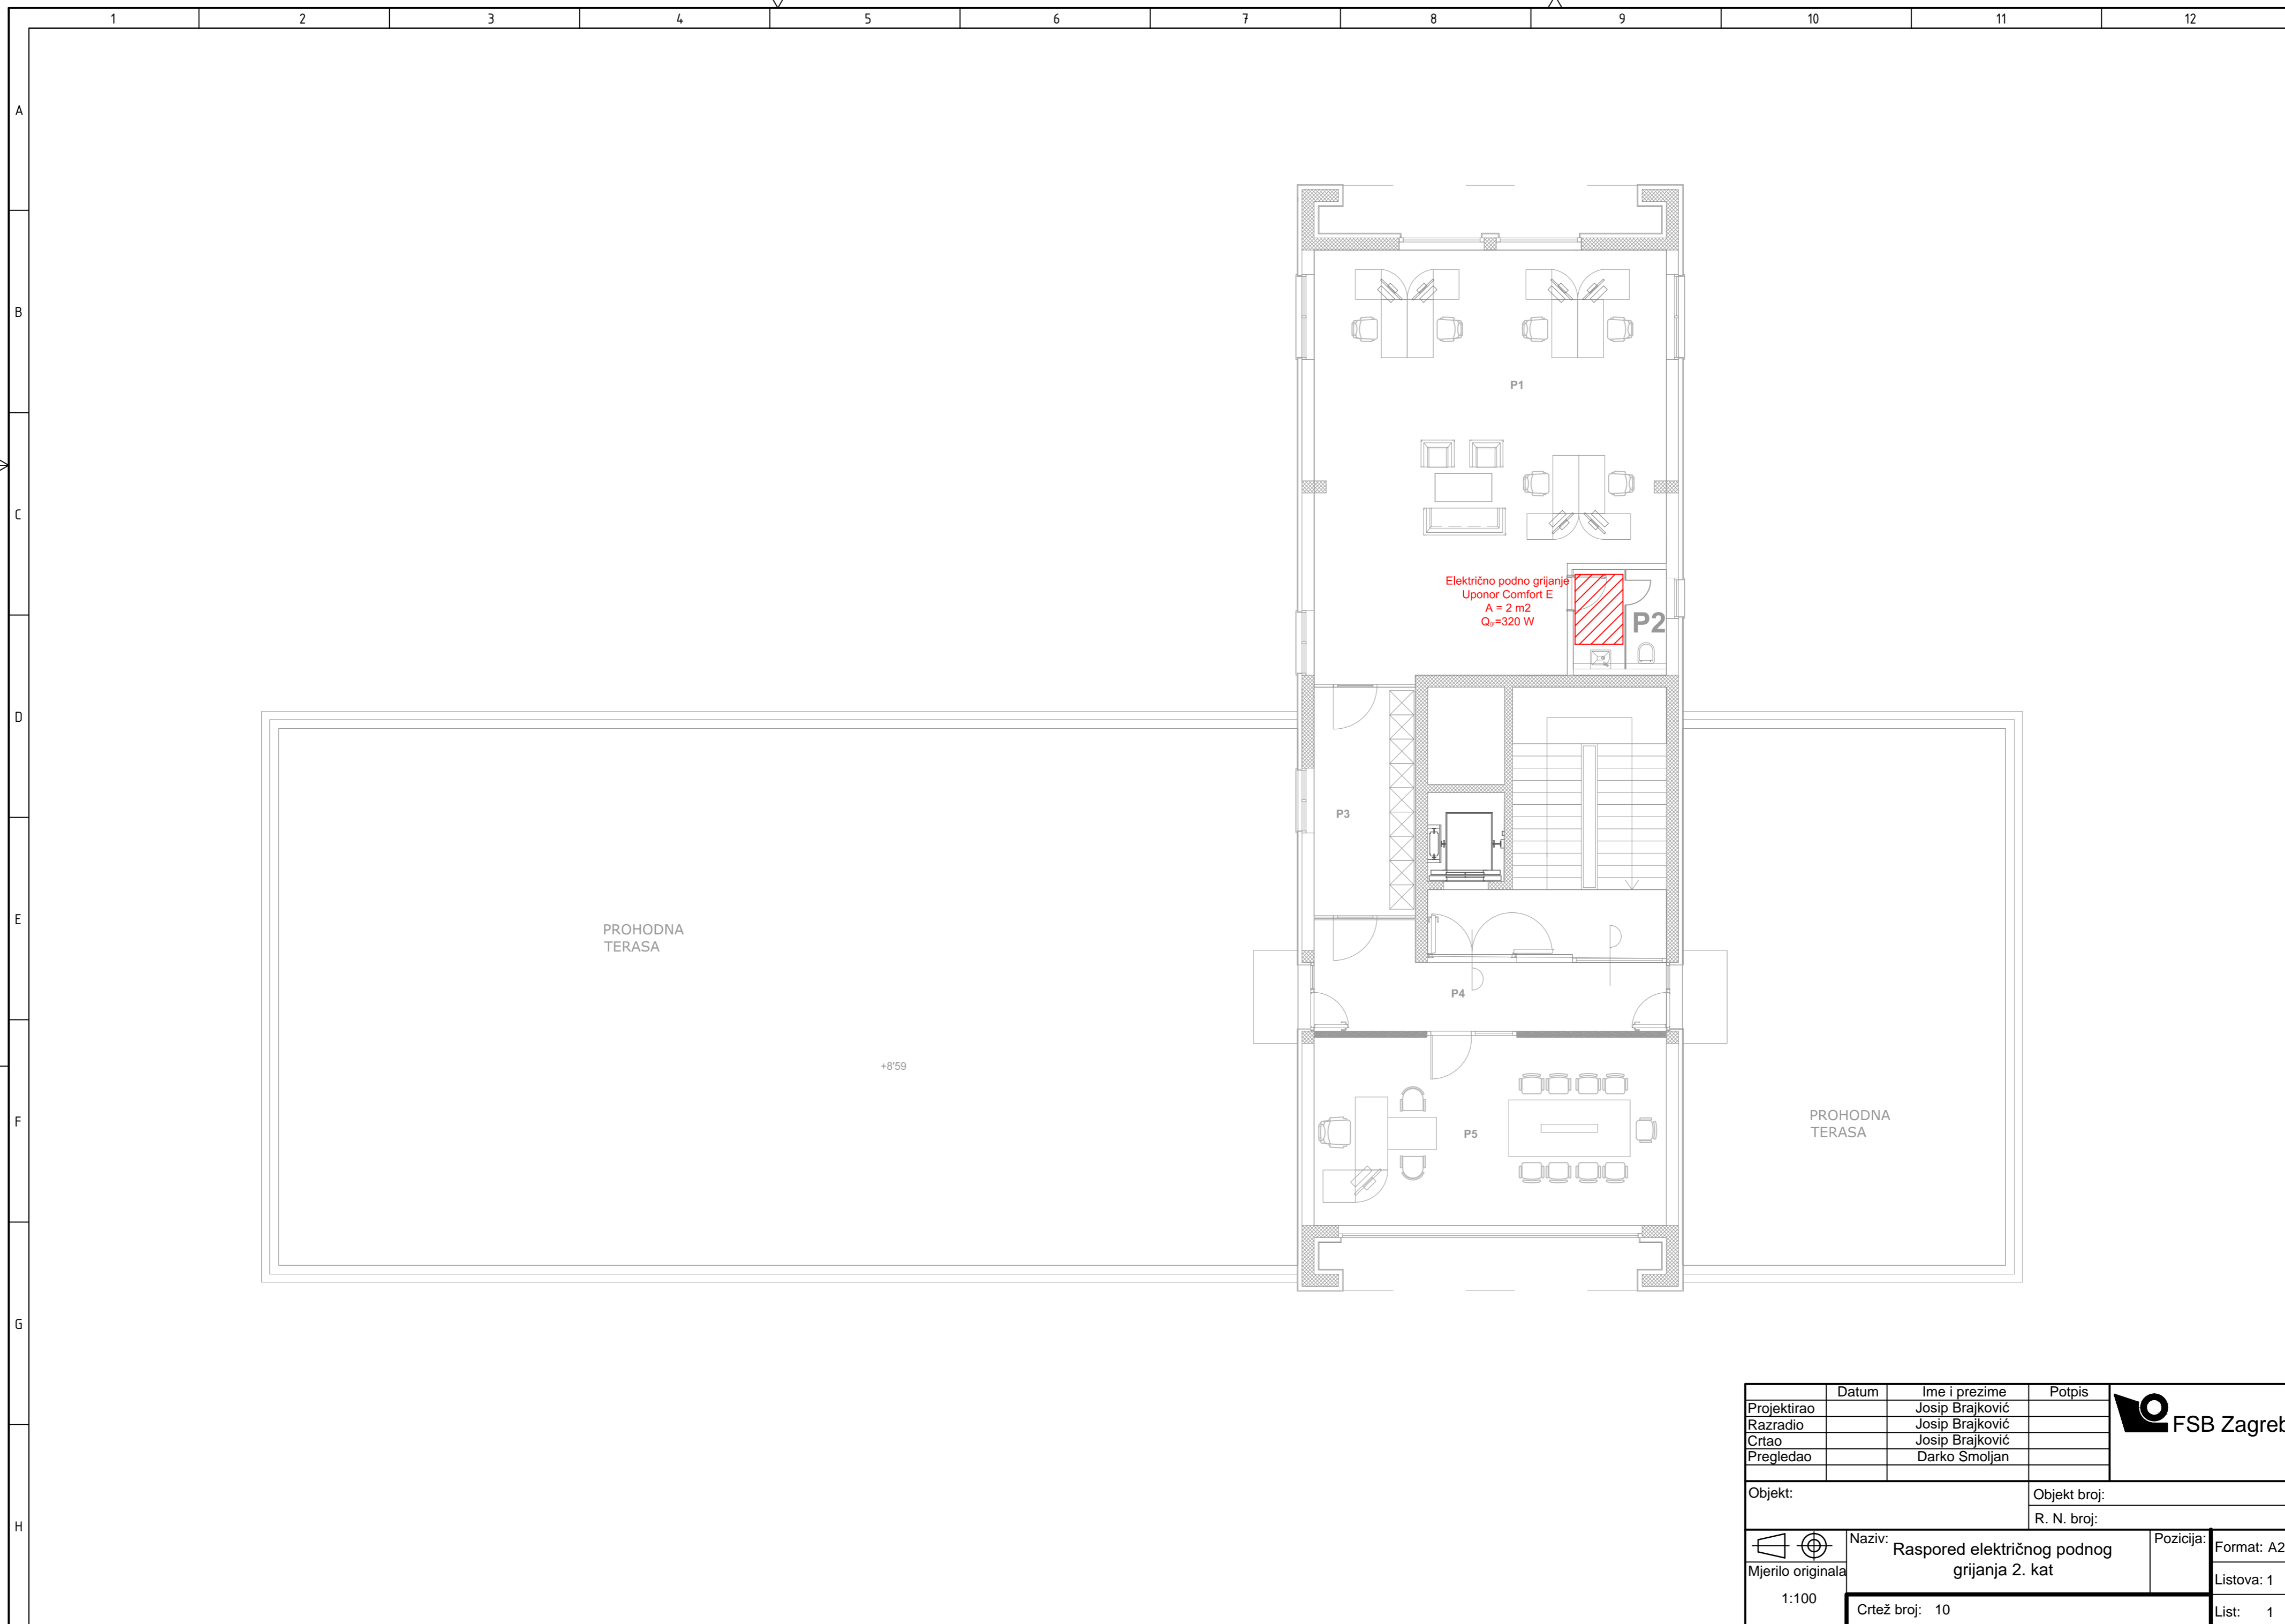 1 2 3 4 5 6 7 8 9 10 11 12
A
B
C
D
E
F
G
H
P1
Električno podno grijanje
Uponor Comfort E
A = 2 m2
=320 W
P2
P3
P4
P5
PROHODNA
TERASA
+8'59
PROHODNA
TERASA
Datum Ime i prezime Potpis
Projektirao Josip Brajković
Razradio Josip Brajković
Crtao Josip Brajković
Pregledao Darko Smoljan
FSB Zagreb
Objekt:
Objekt broj:
R. N. broj:
Naziv: Raspored električnog podnog
grijanja 2. kat
Pozicija:
Format: A2
Mjerilo originala
1:100
Listova: 1
Crtež broj: 10
List: 1